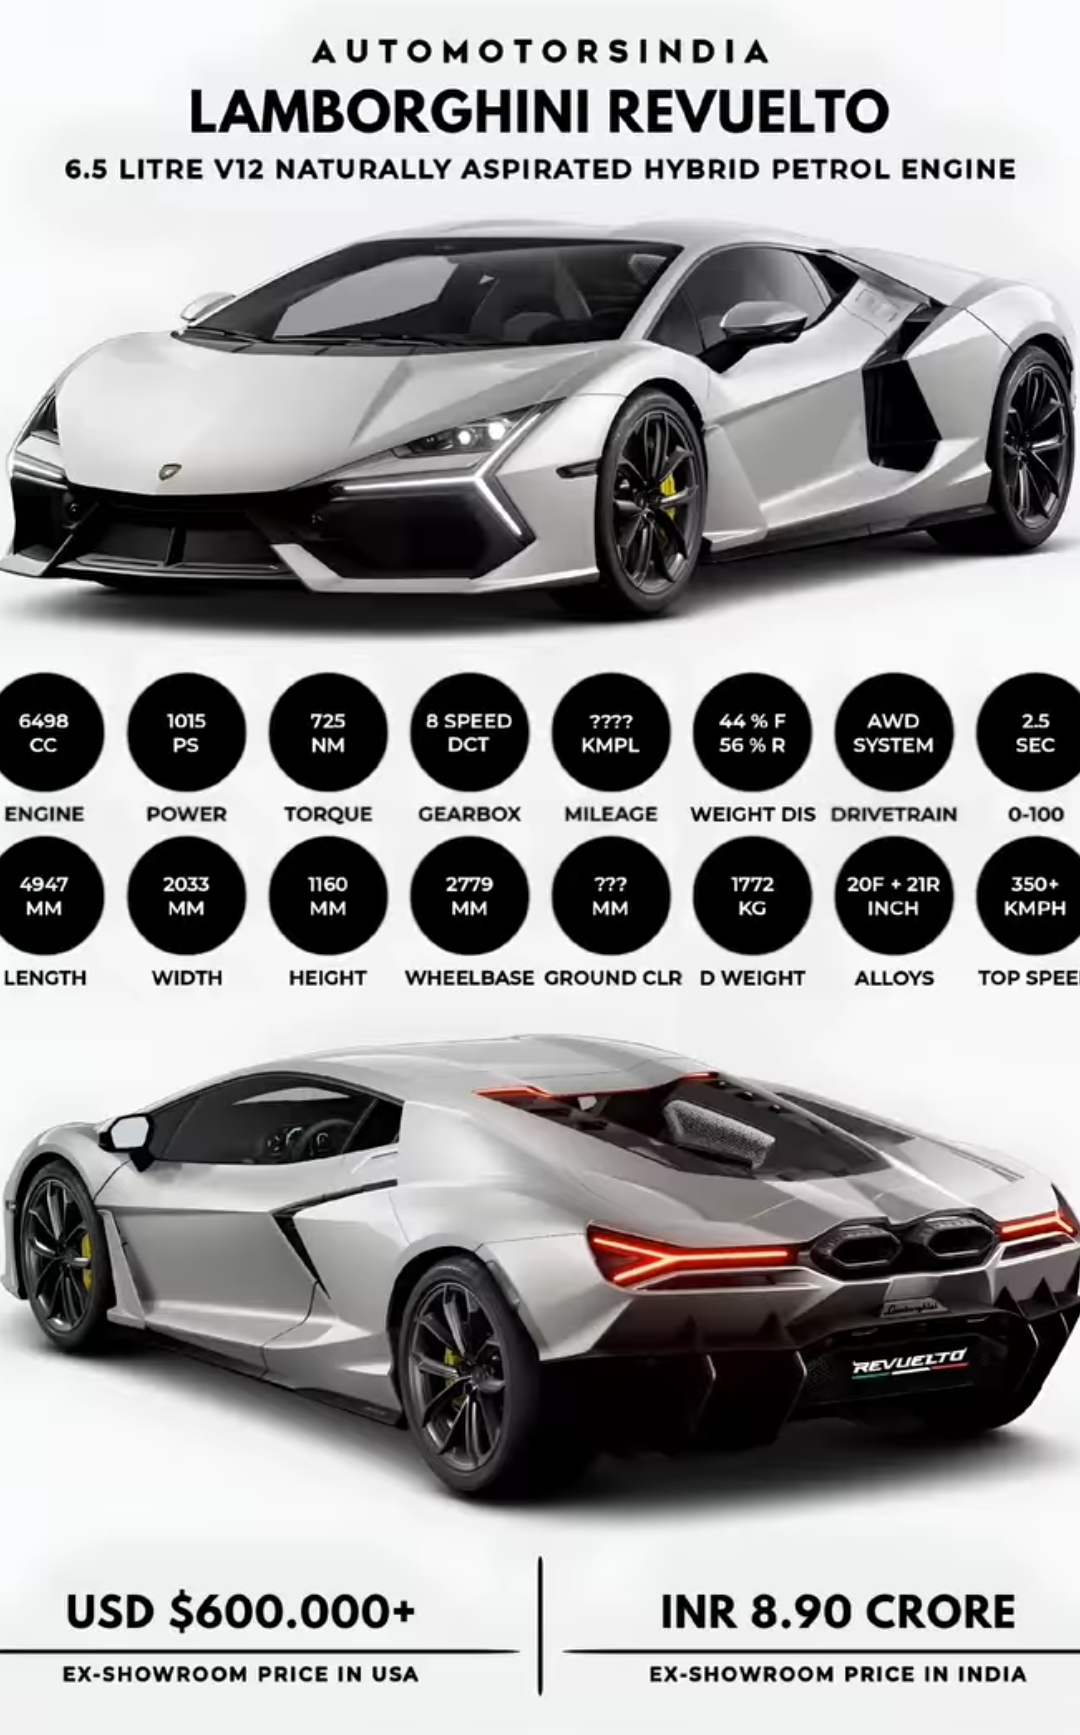 AUTOMOTORSINDIA
LAMBORGHINI REVUELTO
6.5 LITRE V12 NATURALLY ASPIRATED HYBRID PETROL ENGINE
6498
CC
ENGINE
1015
PS
POWER
725
NM
TORQUE
8 SPEED
DCT
GEARBOX
????
KMPL
MILEAGE
44 % F
56 % R
WEIGHT DIS
AWD
SYSTEM
DRIVETRAIN
2.5
SEC
0-100
4947
MM
LENGTH
2033
MM
WIDTH
1160
MM
HEIGHT
2779
MM
WHEELBASE
???
MM
GROUND CLR
1772
KG
D WEIGHT
20F + 21R
INCH
ALLOYS
350+
KMPH
TOP SPEE
Lamborghini
REVUELTO
USD $600.000+
EX-SHOWROOM PRICE IN USA
INR 8.90 CRORE
EX-SHOWROOM PRICE IN INDIA